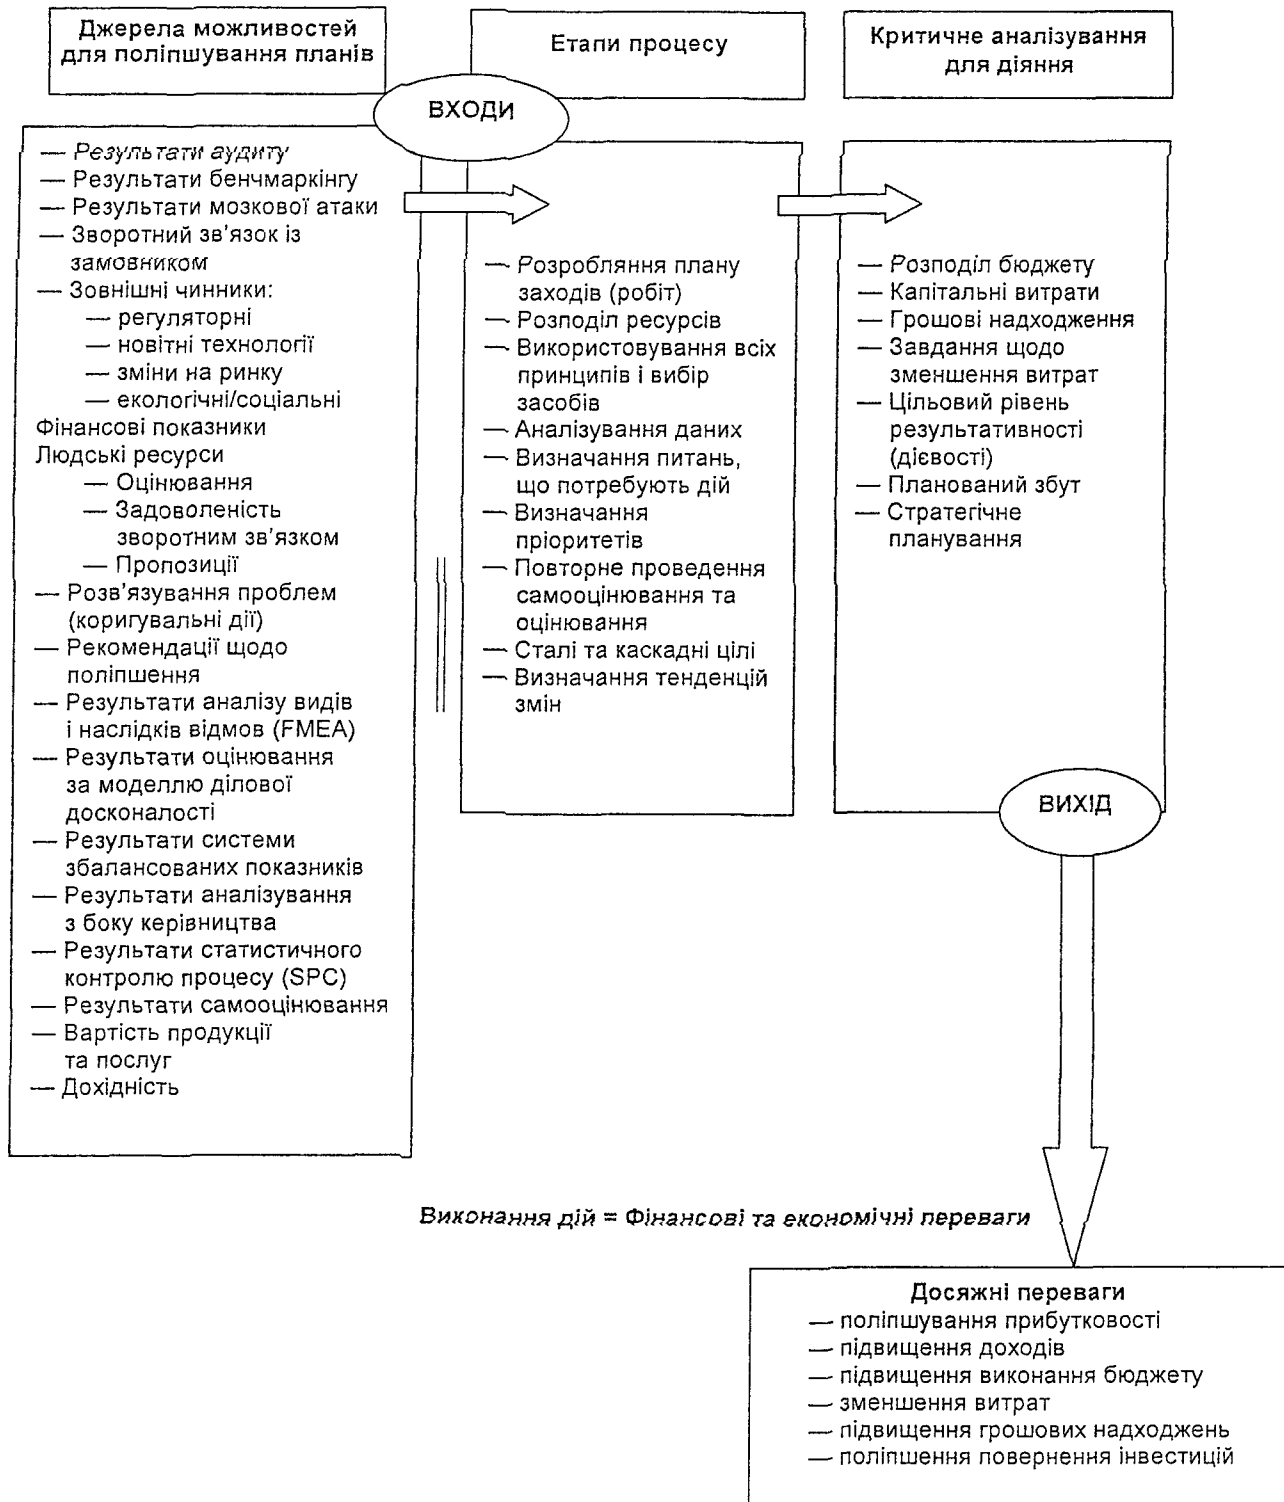 Джерела можливостей
для поліпшування планів
Етапи процесу
Критичне аналізування
для діяння
ВХОДИ
— Результати аудиту
— Результати бенчмаркінгу
— Результати мозкової атаки
— Зворотний зв'язок із
замовником
— Зовнішні чинники:
— регуляторні
— новітні технології
— зміни на ринку
— екологічні/соціальні
Фінансові показники
Людські ресурси
— Оцінювання
— Задоволеність
зворотним зв'язком
— Пропозиції
— Розв'язування проблем
(коригувальні дії)
— Рекомендації щодо
поліпшення
— Результати аналізу видів
і наслідків відмов (FMEA)
— Результати оцінювання
за моделлю ділової
досконалості
— Результати системи
збалансованих показників
— Результати аналізування
з боку керівництва
— Результати статистичного
контролю процесу (SPC)
— Результати самооцінювання
— Вартість продукції
та послуг
— Дохідність
— Розробляння плану
заходів (робіт)
— Розподіл ресурсів
— Використовування всіх
принципів і вибір
засобів
— Аналізування даних
— Визначання питань,
що потребують дій
— Визначання
пріоритетів
— Повторне проведення
самооцінювання та
оцінювання
— Сталі та каскадні цілі
— Визначання тенденцій
змін
— Розподіл бюджету
— Капітальні витрати
— Грошові надходження
— Завдання щодо
зменшення витрат
— Цільовий рівень
результативності
(дієвості)
— Планований збут
— Стратегічне
планування
ВИХІД
Виконання дій = Фінансові та економічні переваги
Досяжні переваги
— поліпшування прибутковості
— підвищення доходів
— підвищення виконання бюджету
— зменшення витрат
— підвищення грошових надходжень
— поліпшення повернення інвестицій